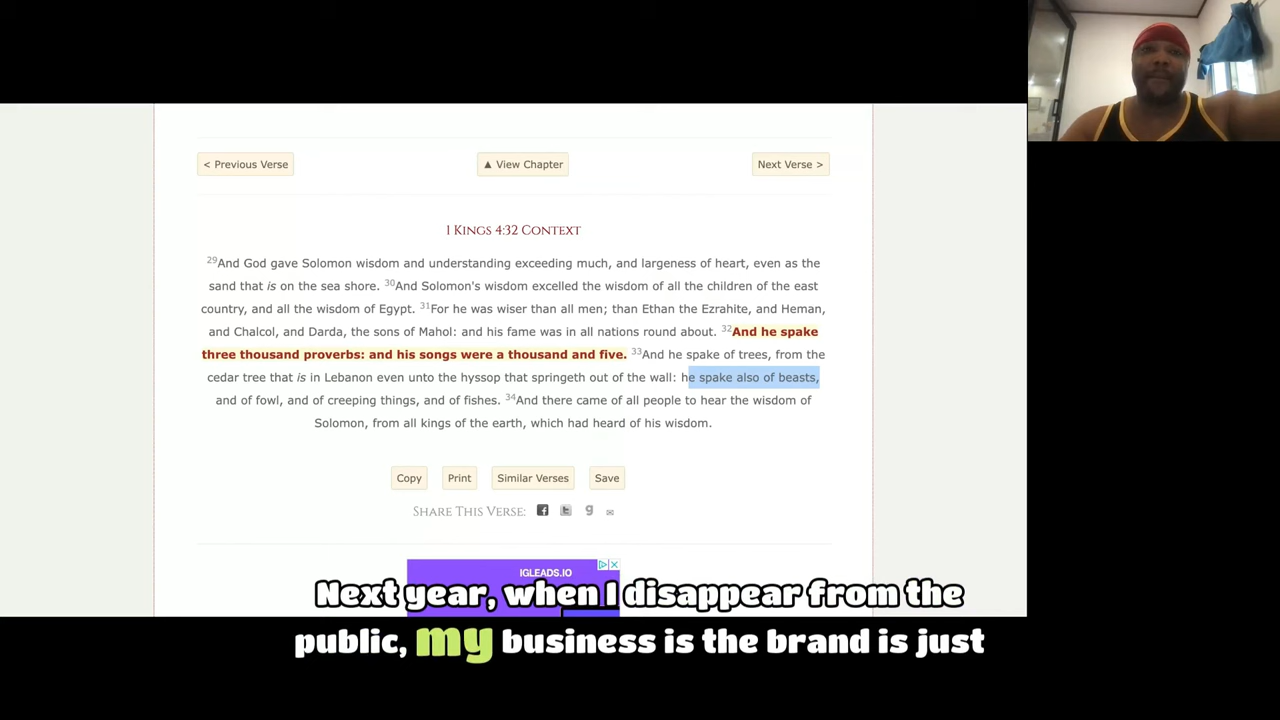 < Previous Verse
▲ View Chapter
Next Verse >
1 Kings 4:32 Context
29And God gave Solomon wisdom and understanding exceeding much, and largeness of heart, even as the
sand that is on the sea shore. 30And Solomon's wisdom excelled the wisdom of all the children of the east
country, and all the wisdom of Egypt. 31For he was wiser than all men; than Ethan the Ezrahite, and Heman,
and Chalcol, and Darda, the sons of Mahol: and his fame was in all nations round about. 32And he spake
three thousand proverbs: and his songs were a thousand and five. 33And he spake of trees, from the
cedar tree that is in Lebanon even unto the hyssop that springeth out of the wall: he spake also of beasts,
and of fowl, and of creeping things, and of fishes. 34And there came of all people to hear the wisdom of
Solomon, from all kings of the earth, which had heard of his wisdom.
Copy
Print
Similar Verses
Save
Share This Verse:
IGLEADS.IO
Next year, when I disappear from the
public, my business is the brand is just